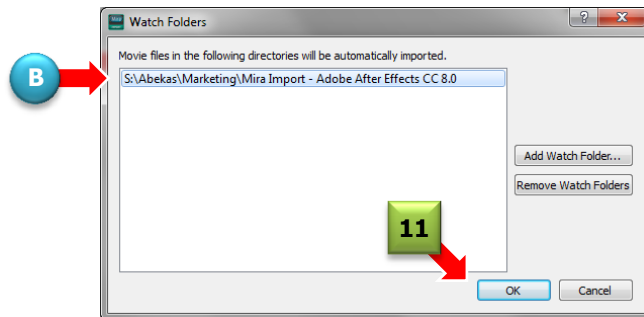 Watch Folders
Movie files in the following directories will be automatically imported.
B
S:\Abekas\Marketing\Mira Import - Adobe After Effects CC 8.0
Add Watch Folder...
Remove Watch Folders
11
OK
Cancel